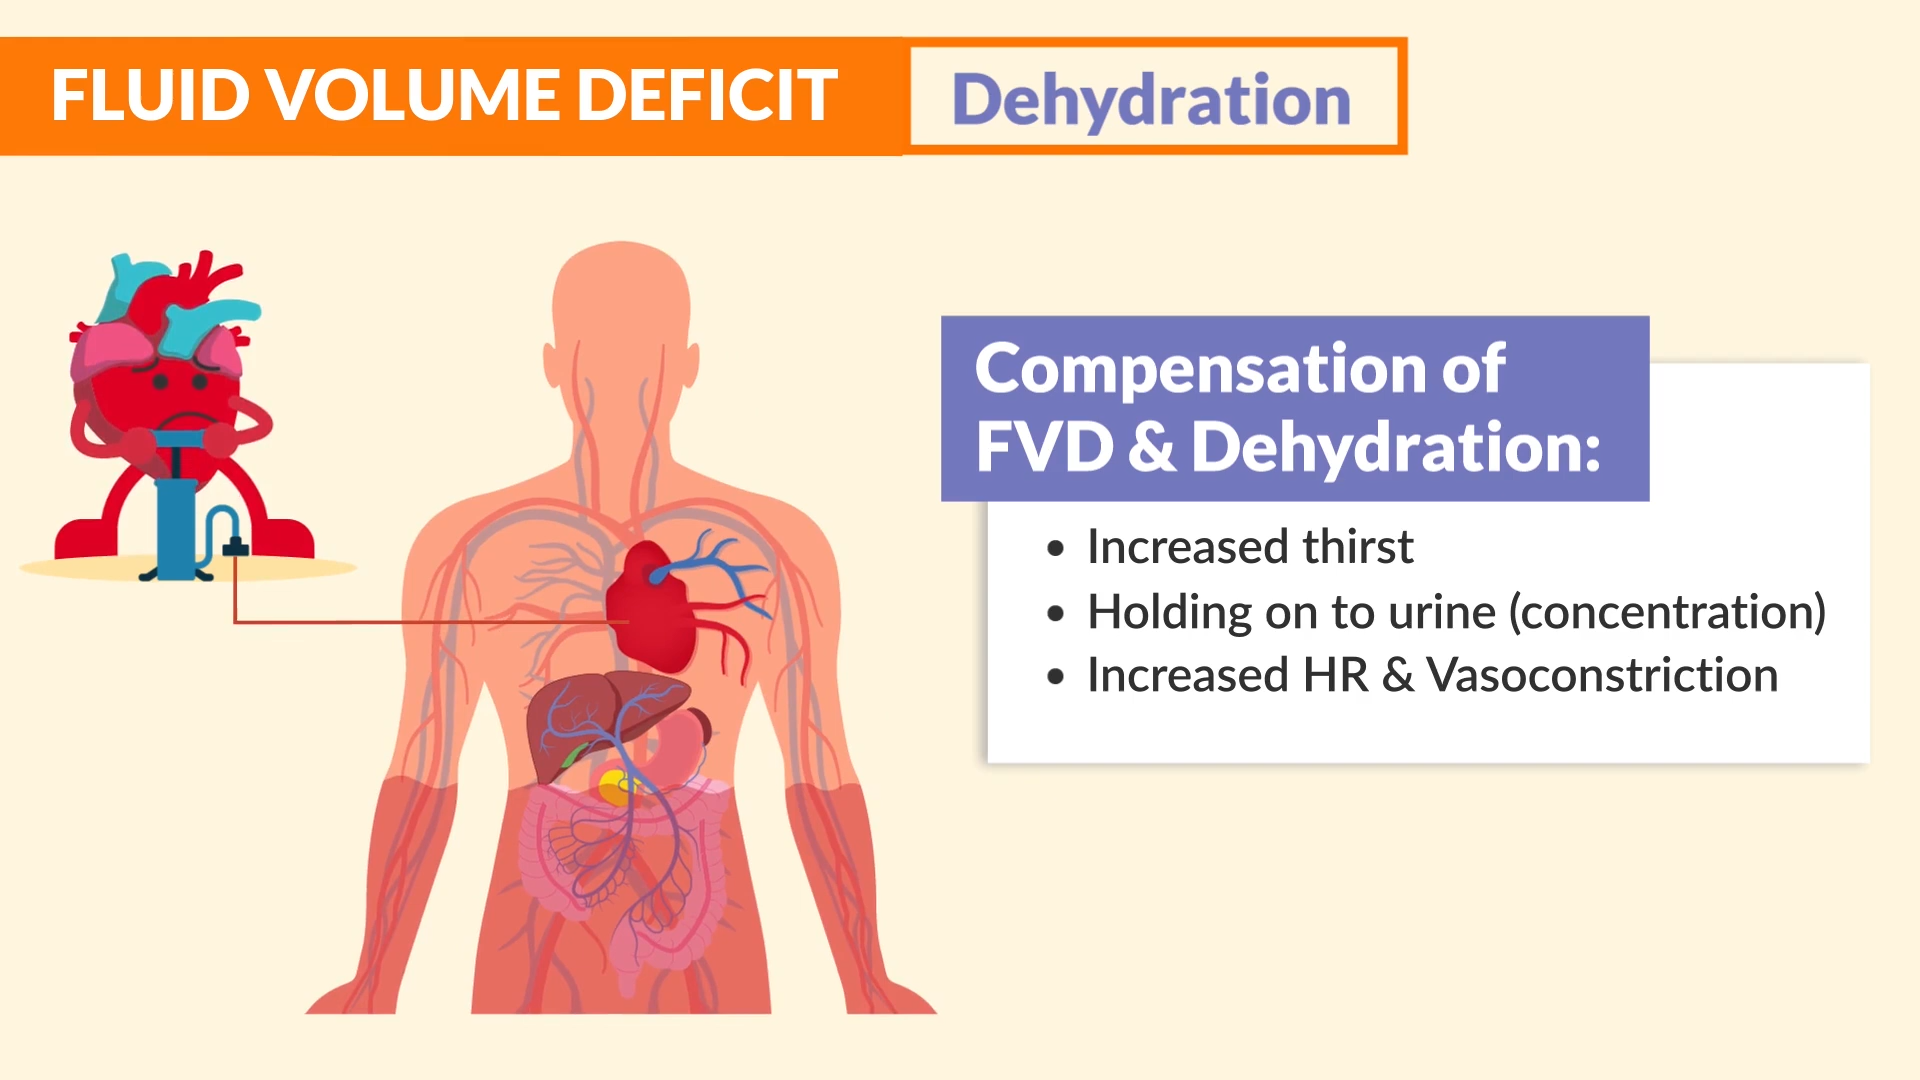 FLUID VOLUME DEFICIT
Dehydration
Compensation of
FVD & Dehydration:
• Increased thirst
• Holding on to urine (concentration)
• Increased HR & Vasoconstriction